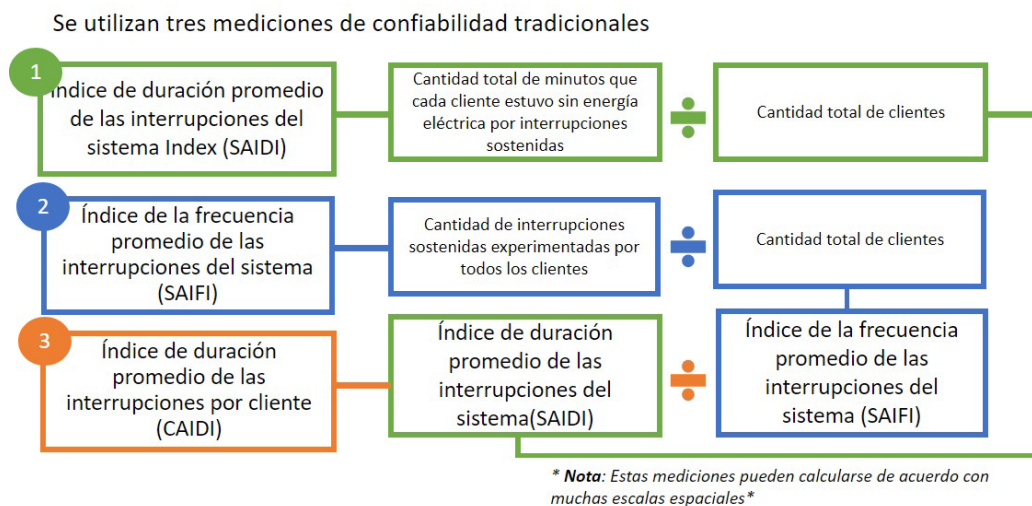 Se utilizan tres mediciones de confiabilidad tradicionales
1
Índice de duración promedio
de las interrupciones del
sistema Index (SAIDI)
Cantidad total de minutos que
cada cliente estuvo sin energía
eléctrica por interrupciones
sostenidas
÷
Cantidad total de clientes
2
Índice de la frecuencia
promedio de las
interrupciones del sistema
(SAIFI)
Cantidad de interrupciones
sostenidas experimentadas por
todos los clientes
÷
Cantidad total de clientes
3
Índice de duración
promedio de las
interrupciones por cliente
(CAIDI)
Índice de duración
promedio de las
interrupciones del
sistema(SAIDI)
÷
Índice de la frecuencia
promedio de las
interrupciones del
sistema (SAIFI)
* Nota: Estas mediciones pueden calcularse de acuerdo con
muchas escalas espaciales*